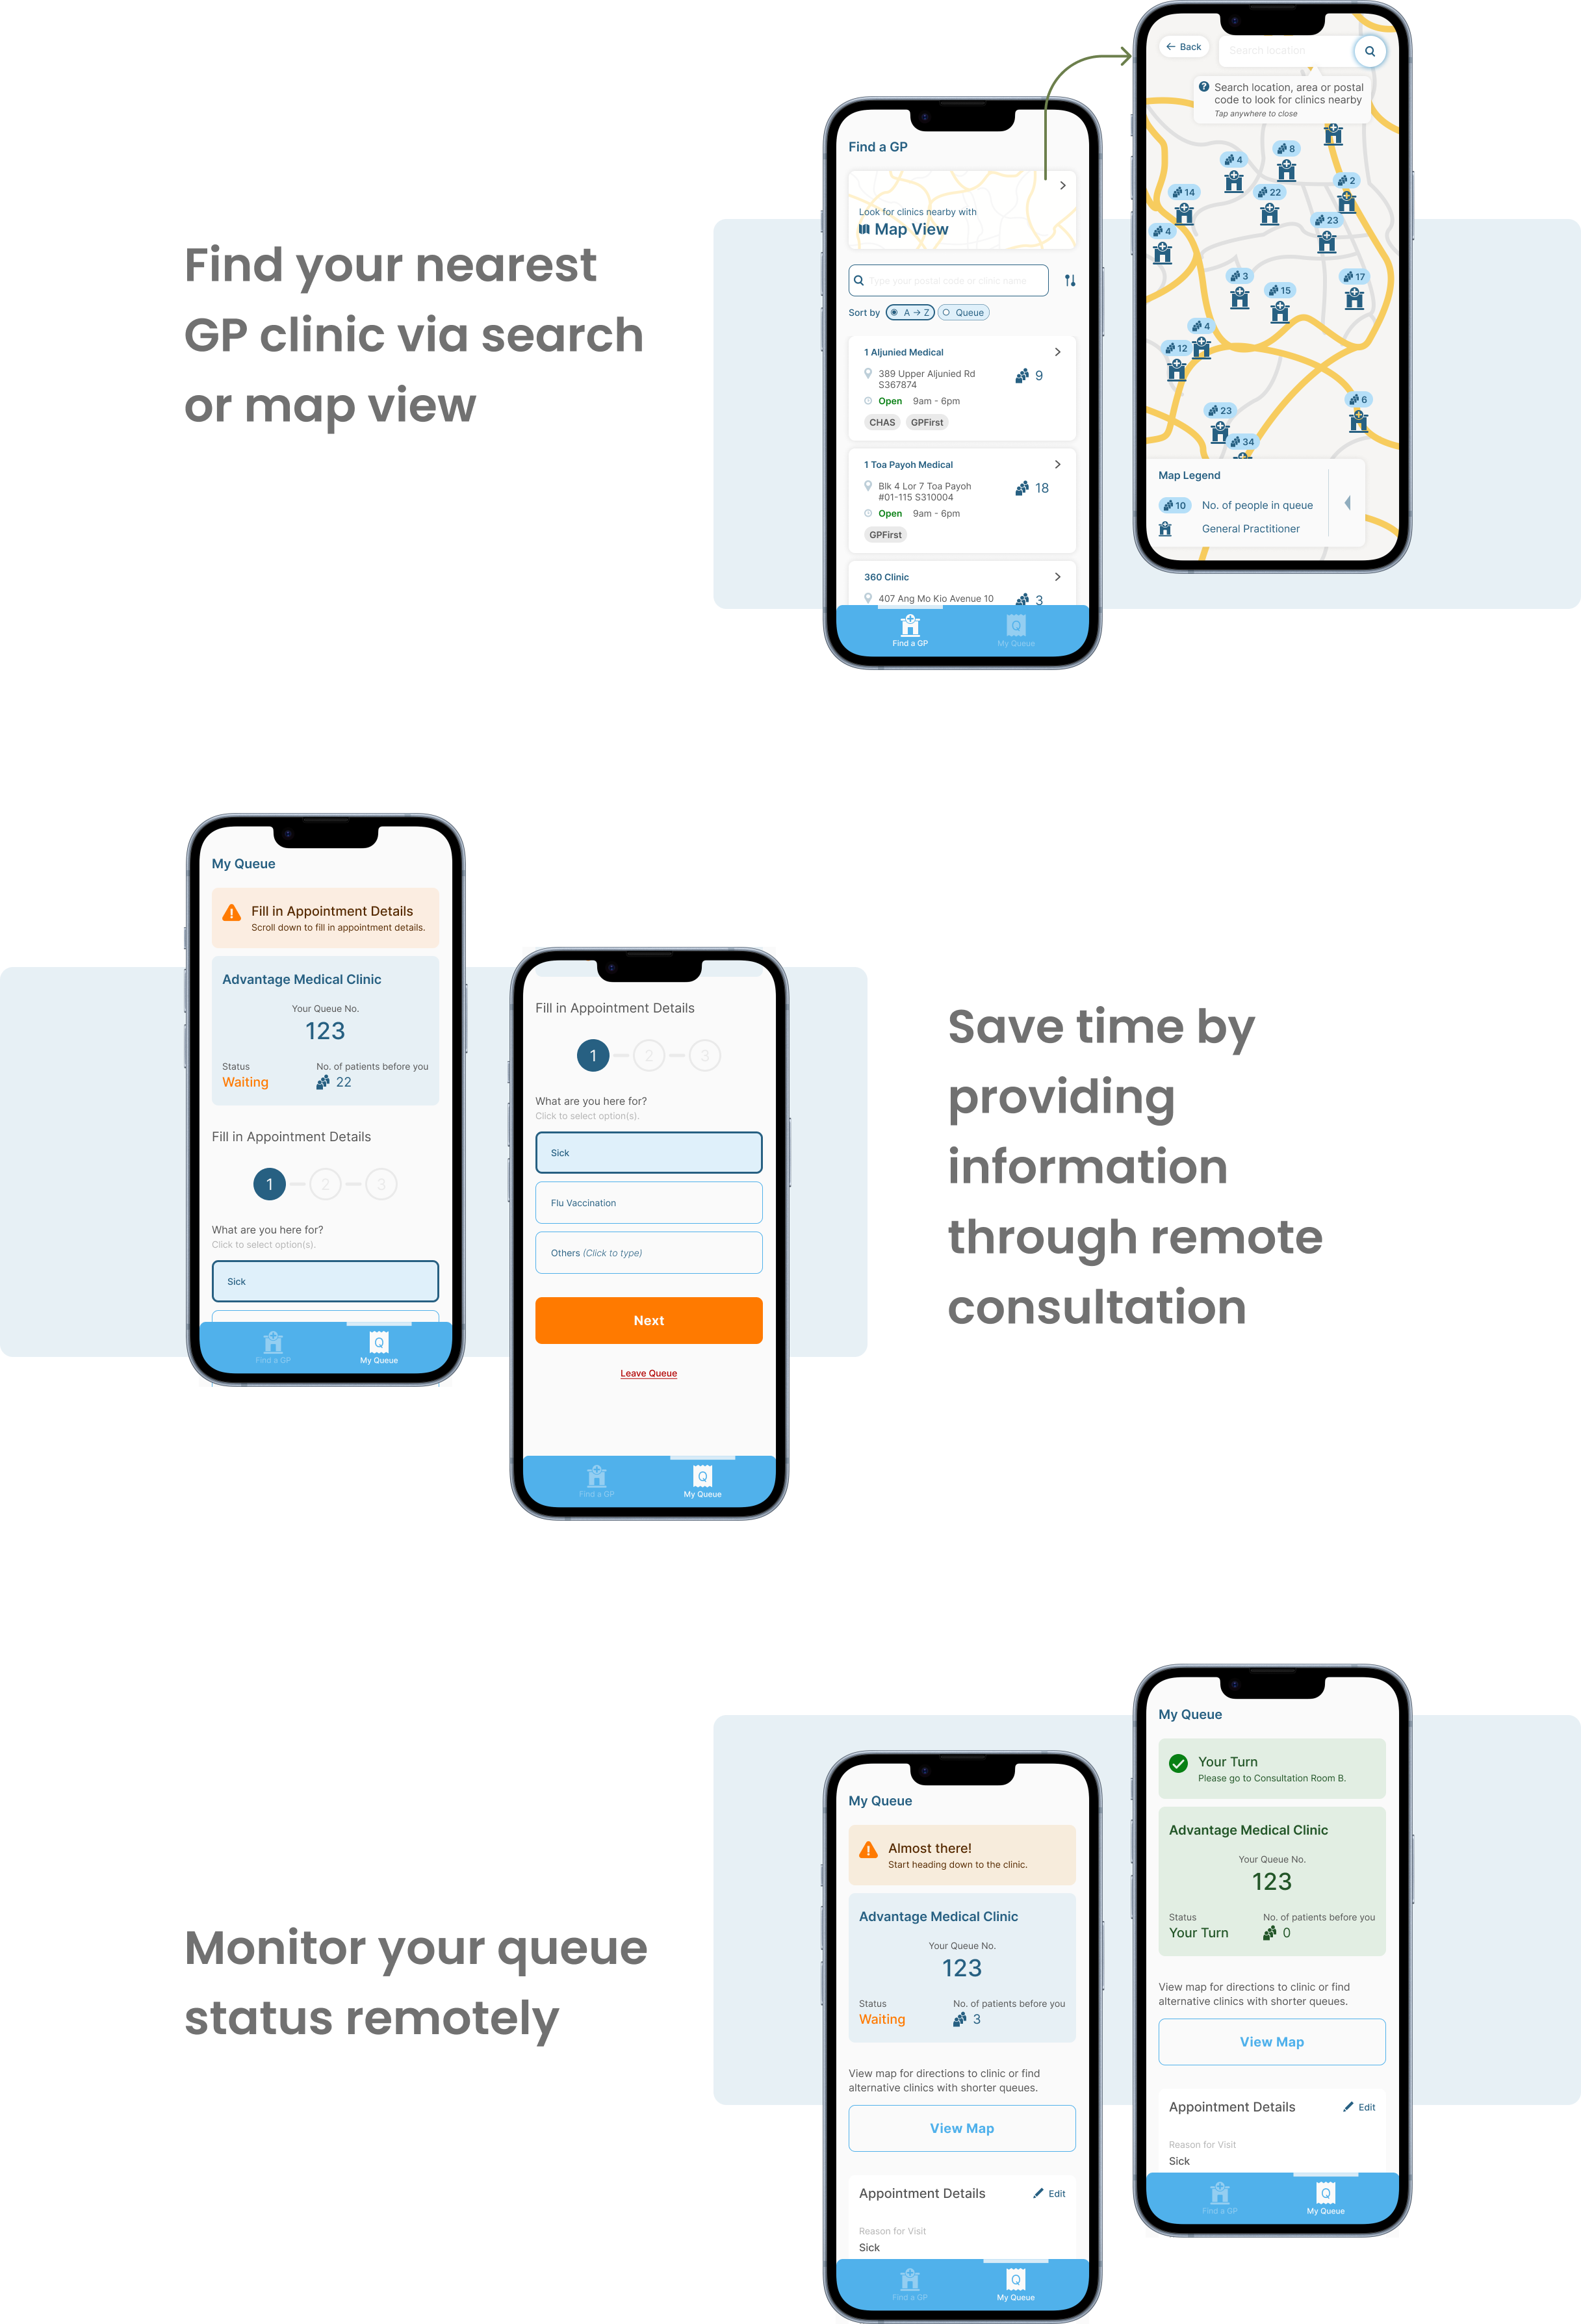 Find your nearest
GP clinic via search
or map view
Find a GP
Look for clinics nearby with
Map View
Type your postal code or clinic name
Sort by A → Z Queue
1 Aljunied Medical
389 Upper Aljunied Rd
S367874
9
Open 9am - 6pm
CHAS GPFirst
1 Toa Payoh Medical
Blk 4 Lor 7 Toa Payoh
#01-115 S310004
18
Open 9am - 6pm
GPFirst
360 Clinic
407 Ang Mo Kio Avenue 10
3
Find a GP
Q
My Queue
← Back
Search location
? Search location, area or postal
code to look for clinics nearby
Tap anywhere to close
8
4
2
14
22
23
4
3
17
15
4
12
6
23
34
Map Legend
10 No. of people in queue
General Practitioner
My Queue
! Fill in Appointment Details
Scroll down to fill in appointment details.
Advantage Medical Clinic
Your Queue No.
123
Status No. of patients before you
Waiting 22
Fill in Appointment Details
1 2 3
What are you here for?
Click to select option(s).
Sick
Find a GP
Q
My Queue
Fill in Appointment Details
1 2 3
What are you here for?
Click to select option(s).
Sick
Flu Vaccination
Others (Click to type)
Next
Leave Queue
Find a GP
Q
My Queue
Save time by
providing
information
through remote
consultation
Monitor your queue
status remotely
My Queue
! Almost there!
Start heading down to the clinic.
Advantage Medical Clinic
Your Queue No.
123
Status No. of patients before you
Waiting 3
View map for directions to clinic or find
alternative clinics with shorter queues.
View Map
Appointment Details Edit
Reason for Visit
Sick
Find a GP
Q
My Queue
My Queue
Your Turn
Please go to Consultation Room B.
Advantage Medical Clinic
Your Queue No.
123
Status No. of patients before you
Your Turn 0
View map for directions to clinic or find
alternative clinics with shorter queues.
View Map
Appointment Details Edit
Reason for Visit
Sick
Find a GP
Q
My Queue